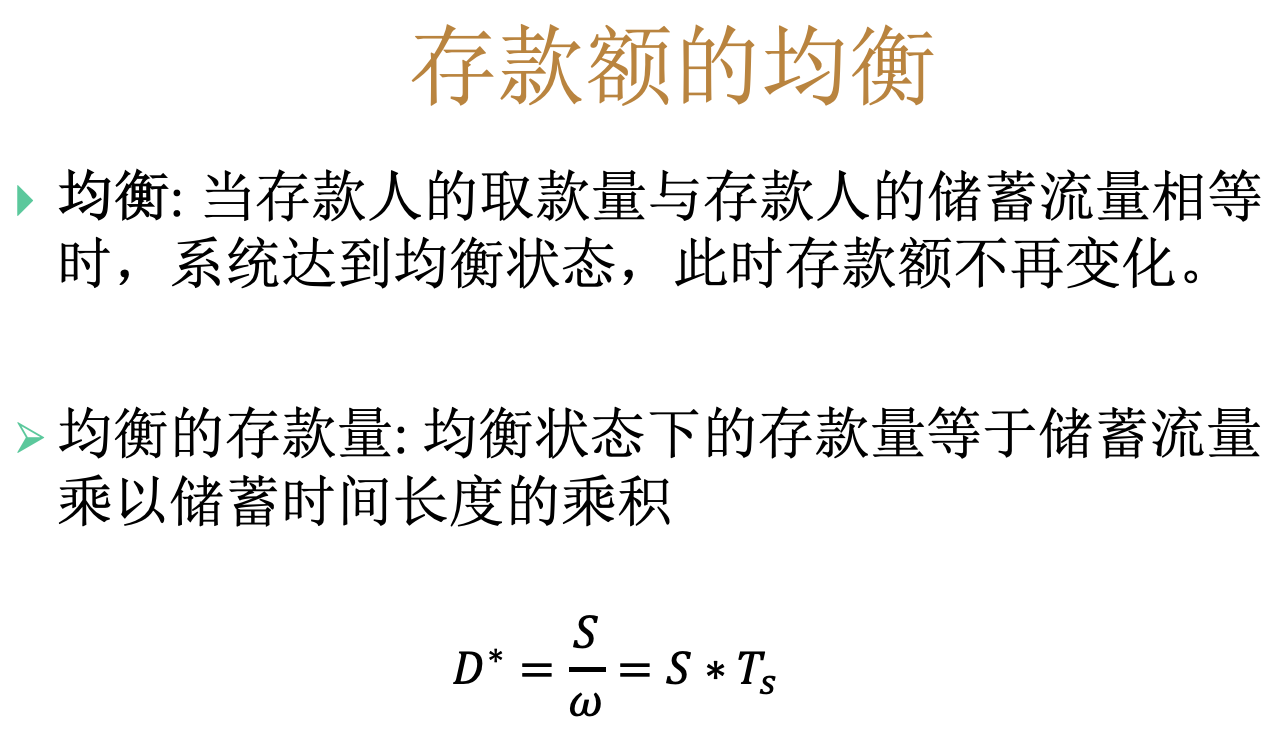 存款额的均衡
均衡: 当存款人的取款量与存款人的储蓄流量相等
时，系统达到均衡状态，此时存款额不再变化。
均衡的存款量: 均衡状态下的存款量等于储蓄流量
乘以储蓄时间长度的乘积
D* = S/ω = S * Tₛ